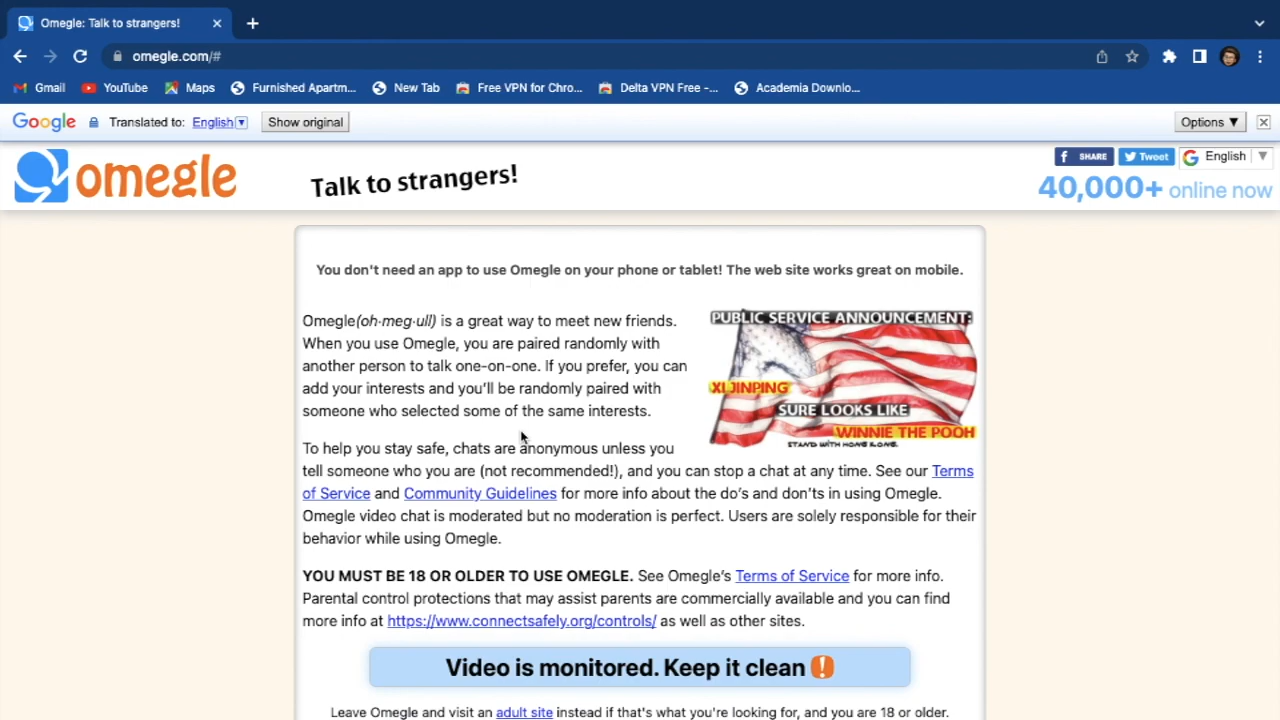 Omegle: Talk to strangers!
omegle.com/#
Gmail YouTube Maps Furnished Apartm... New Tab Free VPN for Chro... Delta VPN Free -... Academia Downlo...
Google Translated to: English▼ Show original Options ▼
omegle Talk to strangers! f SHARE Tweet G English ▼
40,000+ online now
You don't need an app to use Omegle on your phone or tablet! The web site works great on mobile.
Omegle(oh·meg·ull) is a great way to meet new friends.
When you use Omegle, you are paired randomly with
another person to talk one-on-one. If you prefer, you can
add your interests and you’ll be randomly paired with
someone who selected some of the same interests.
PUBLIC SERVICE ANNOUNCEMENT:
XI JINPING
SURE LOOKS LIKE
WINNIE THE POOH
STAND WITH HONG KONG.
To help you stay safe, chats are anonymous unless you
tell someone who you are (not recommended!), and you can stop a chat at any time. See our Terms
of Service and Community Guidelines for more info about the do’s and don’ts in using Omegle.
Omegle video chat is moderated but no moderation is perfect. Users are solely responsible for their
behavior while using Omegle.
YOU MUST BE 18 OR OLDER TO USE OMEGLE. See Omegle’s Terms of Service for more info.
Parental control protections that may assist parents are commercially available and you can find
more info at https://www.connectsafely.org/controls/ as well as other sites.
Video is monitored. Keep it clean !
Leave Omegle and visit an adult site instead if that's what you're looking for, and you are 18 or older.